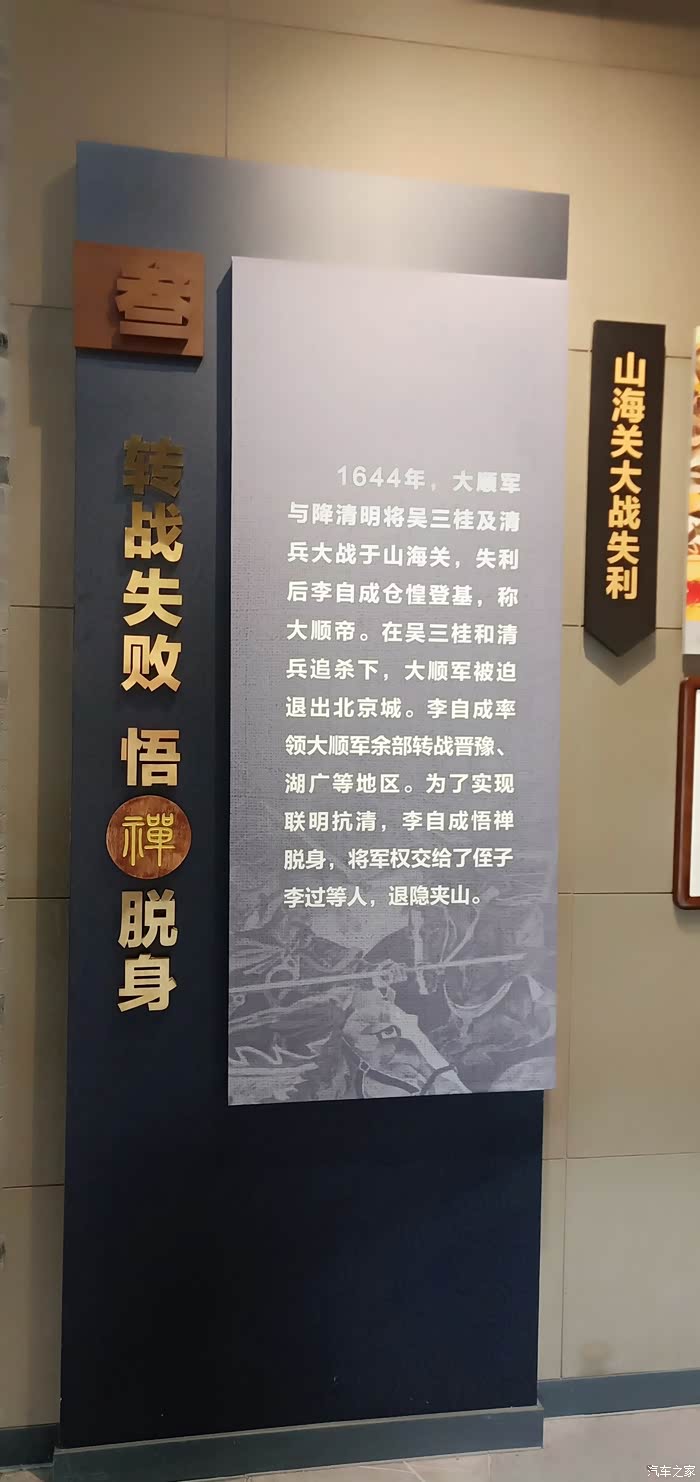 叁
转战失败 悟禅脱身
1644年，大顺军
与降清明将吴三桂及清
兵大战于山海关，失利
后李自成仓惶登基，称
大顺帝。在吴三桂和清
兵追杀下，大顺军被迫
退出北京城。李自成率
领大顺军余部转战晋豫、
湖广等地区。为了实现
联明抗清，李自成悟禅
脱身，将军权交给了侄子
李过等人，退隐夹山。
山海关大战失利
汽车之家